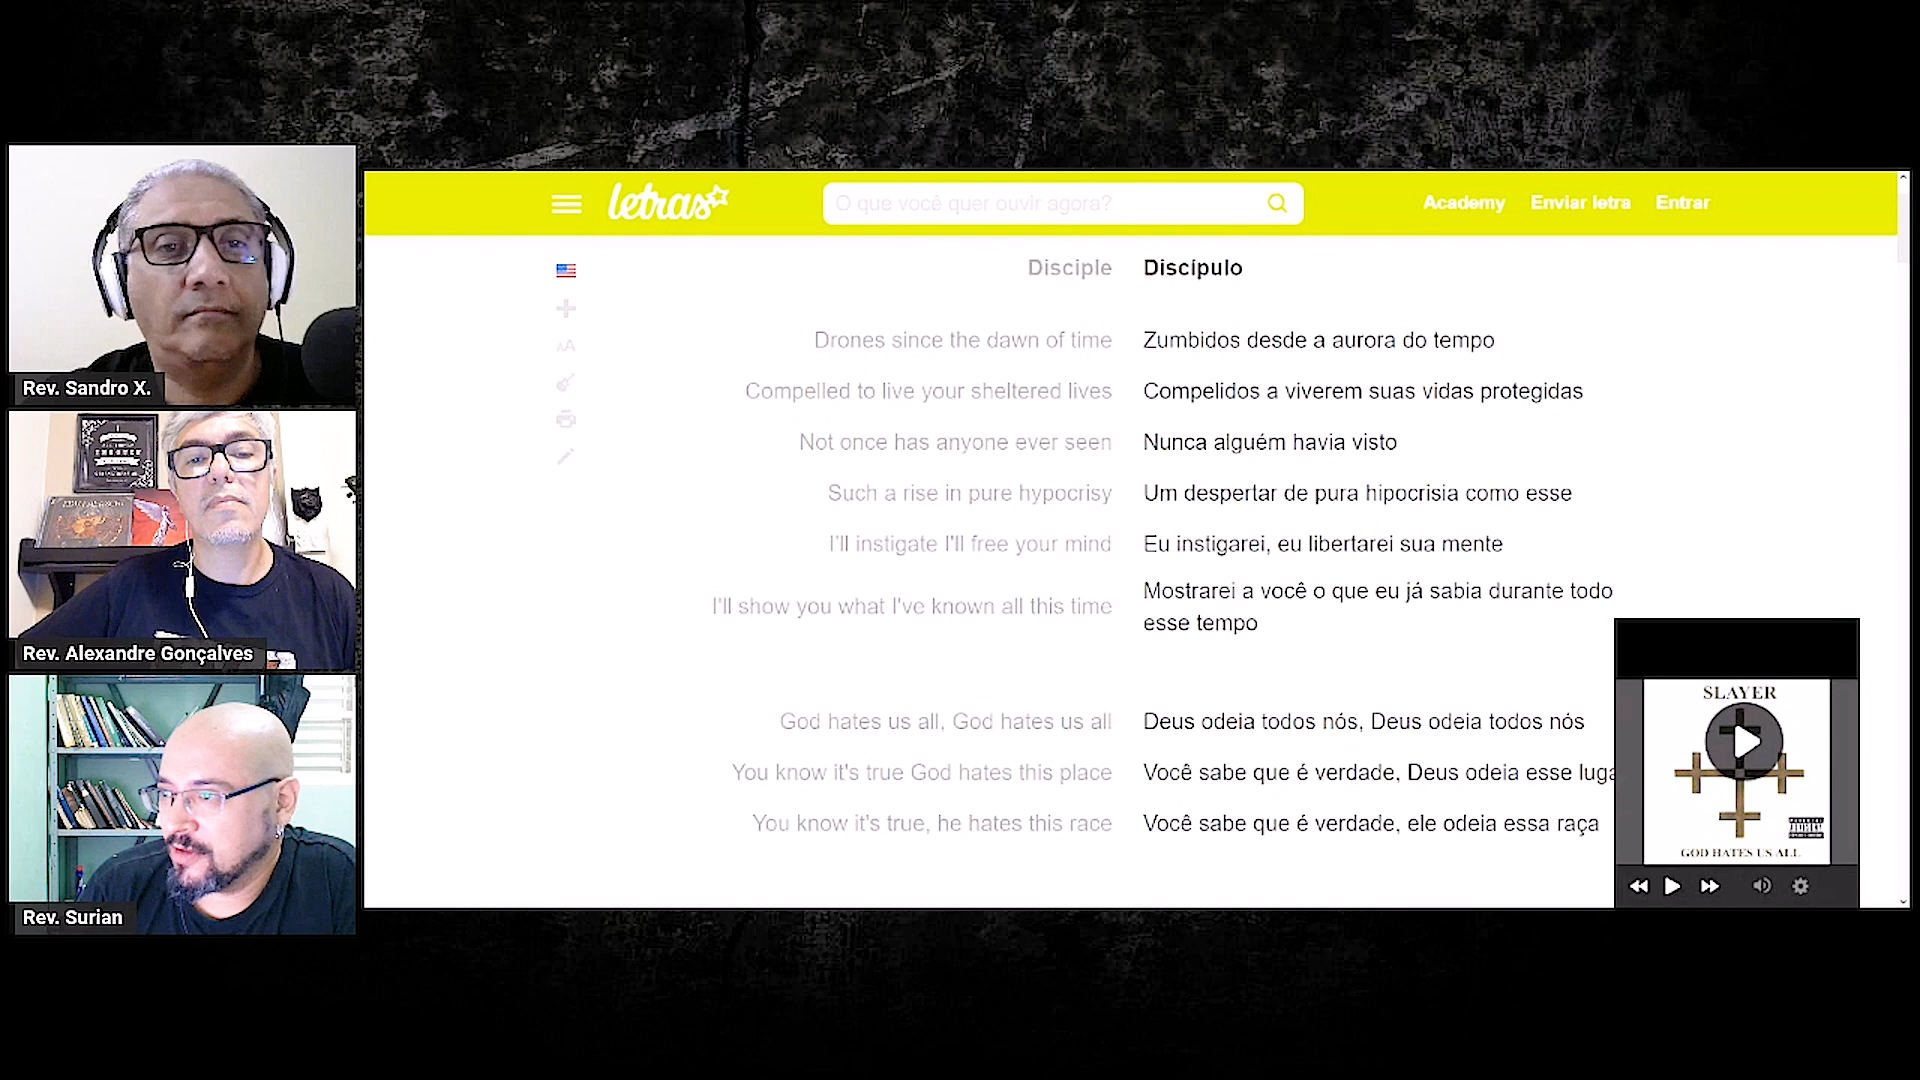 letras
O que você quer ouvir agora?
Academy
Enviar letra
Entrar
Disciple
Discípulo
Drones since the dawn of time
Zumbidos desde a aurora do tempo
Compelled to live your sheltered lives
Compelidos a viverem suas vidas protegidas
Not once has anyone ever seen
Nunca alguém havia visto
Such a rise in pure hypocrisy
Um despertar de pura hipocrisia como esse
I'll instigate I'll free your mind
Eu instigarei, eu libertarei sua mente
I'll show you what I've known all this time
Mostrarei a você o que eu já sabia durante todo
esse tempo
God hates us all, God hates us all
Deus odeia todos nós, Deus odeia todos nós
You know it's true God hates this place
Você sabe que é verdade, Deus odeia esse luga
You know it's true, he hates this race
Você sabe que é verdade, ele odeia essa raça
AA
SLAYER
GOD HATES US ALL
Rev. Sandro X.
Rev. Alexandre Gonçalves
Rev. Surian